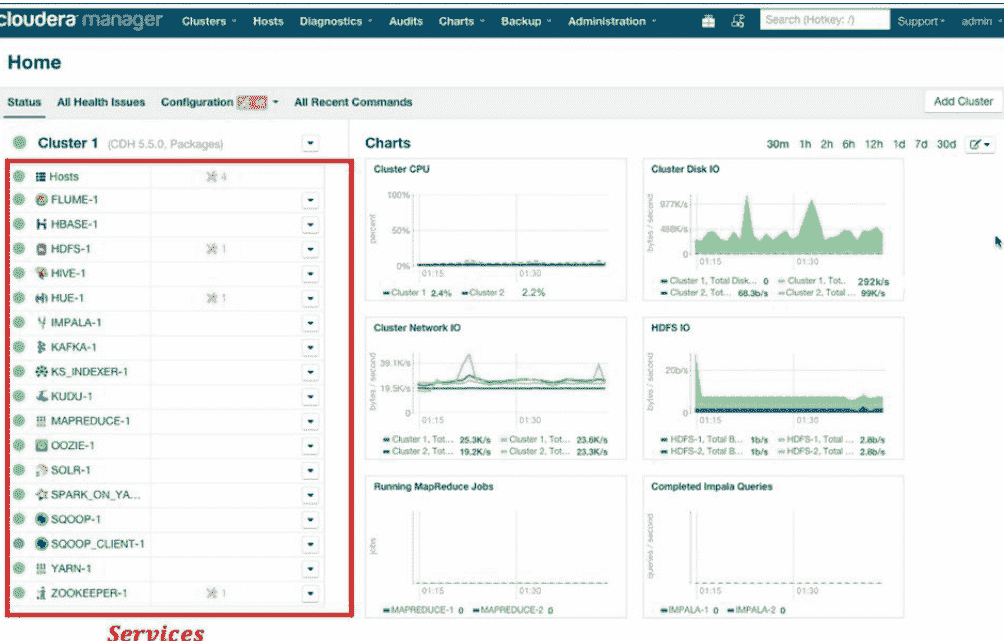 cloudera manager Clusters Hosts Diagnostics Audits Charts Backup Administration Search (Hotkey: /) Support admin
Home
Status All Health Issues Configuration All Recent Commands Add Cluster
Cluster 1 (CDH 5.5.0, Packages)
Hosts 4
FLUME-1
HBASE-1
HDFS-1 1
HIVE-1
HUE-1 1
IMPALA-1
KAFKA-1
KS_INDEXER-1
KUDU-1
MAPREDUCE-1
OOZIE-1
SOLR-1
SPARK_ON_YA...
SQOOP-1
SQOOP_CLIENT-1
YARN-1
ZOOKEEPER-1 1
Services
Charts 30m 1h 2h 6h 12h 1d 7d 30d
Cluster CPU
percent
100%
50%
0%
01:15 01:30
Cluster 1 2.4% Cluster 2 2.2%
Cluster Disk IO
bytes / second
977K/s
488K/s
0
01:15 01:30
Cluster 1, Total Disk... 0 Cluster 1, Tot.. 292k/s
Cluster 2, Tot... 68.3b/s Cluster 2, Total ... 99K/s
Cluster Network IO
bytes / second
39.1K/s
19.5K/s
0
01:15 01:30
Cluster 1, Tot... 25.3K/s Cluster 1, Tot... 23.6K/s
Cluster 2, Tot... 19.2K/s Cluster 2, Tot... 23.3K/s
HDFS IO
bytes / second
20b/s
0
01:15 01:30
HDFS-1, Total B... 1b/s HDFS-1, Total ... 2.8b/s
HDFS-2, Total B... 1b/s HDFS-2, Total ... 2.8b/s
Running MapReduce Jobs
jobs
01:15 01:30
MAPREDUCE-1 0 MAPREDUCE-2 0
Completed Impala Queries
queries / second
01:15 01:30
IMPALA-1 0 IMPALA-2 0